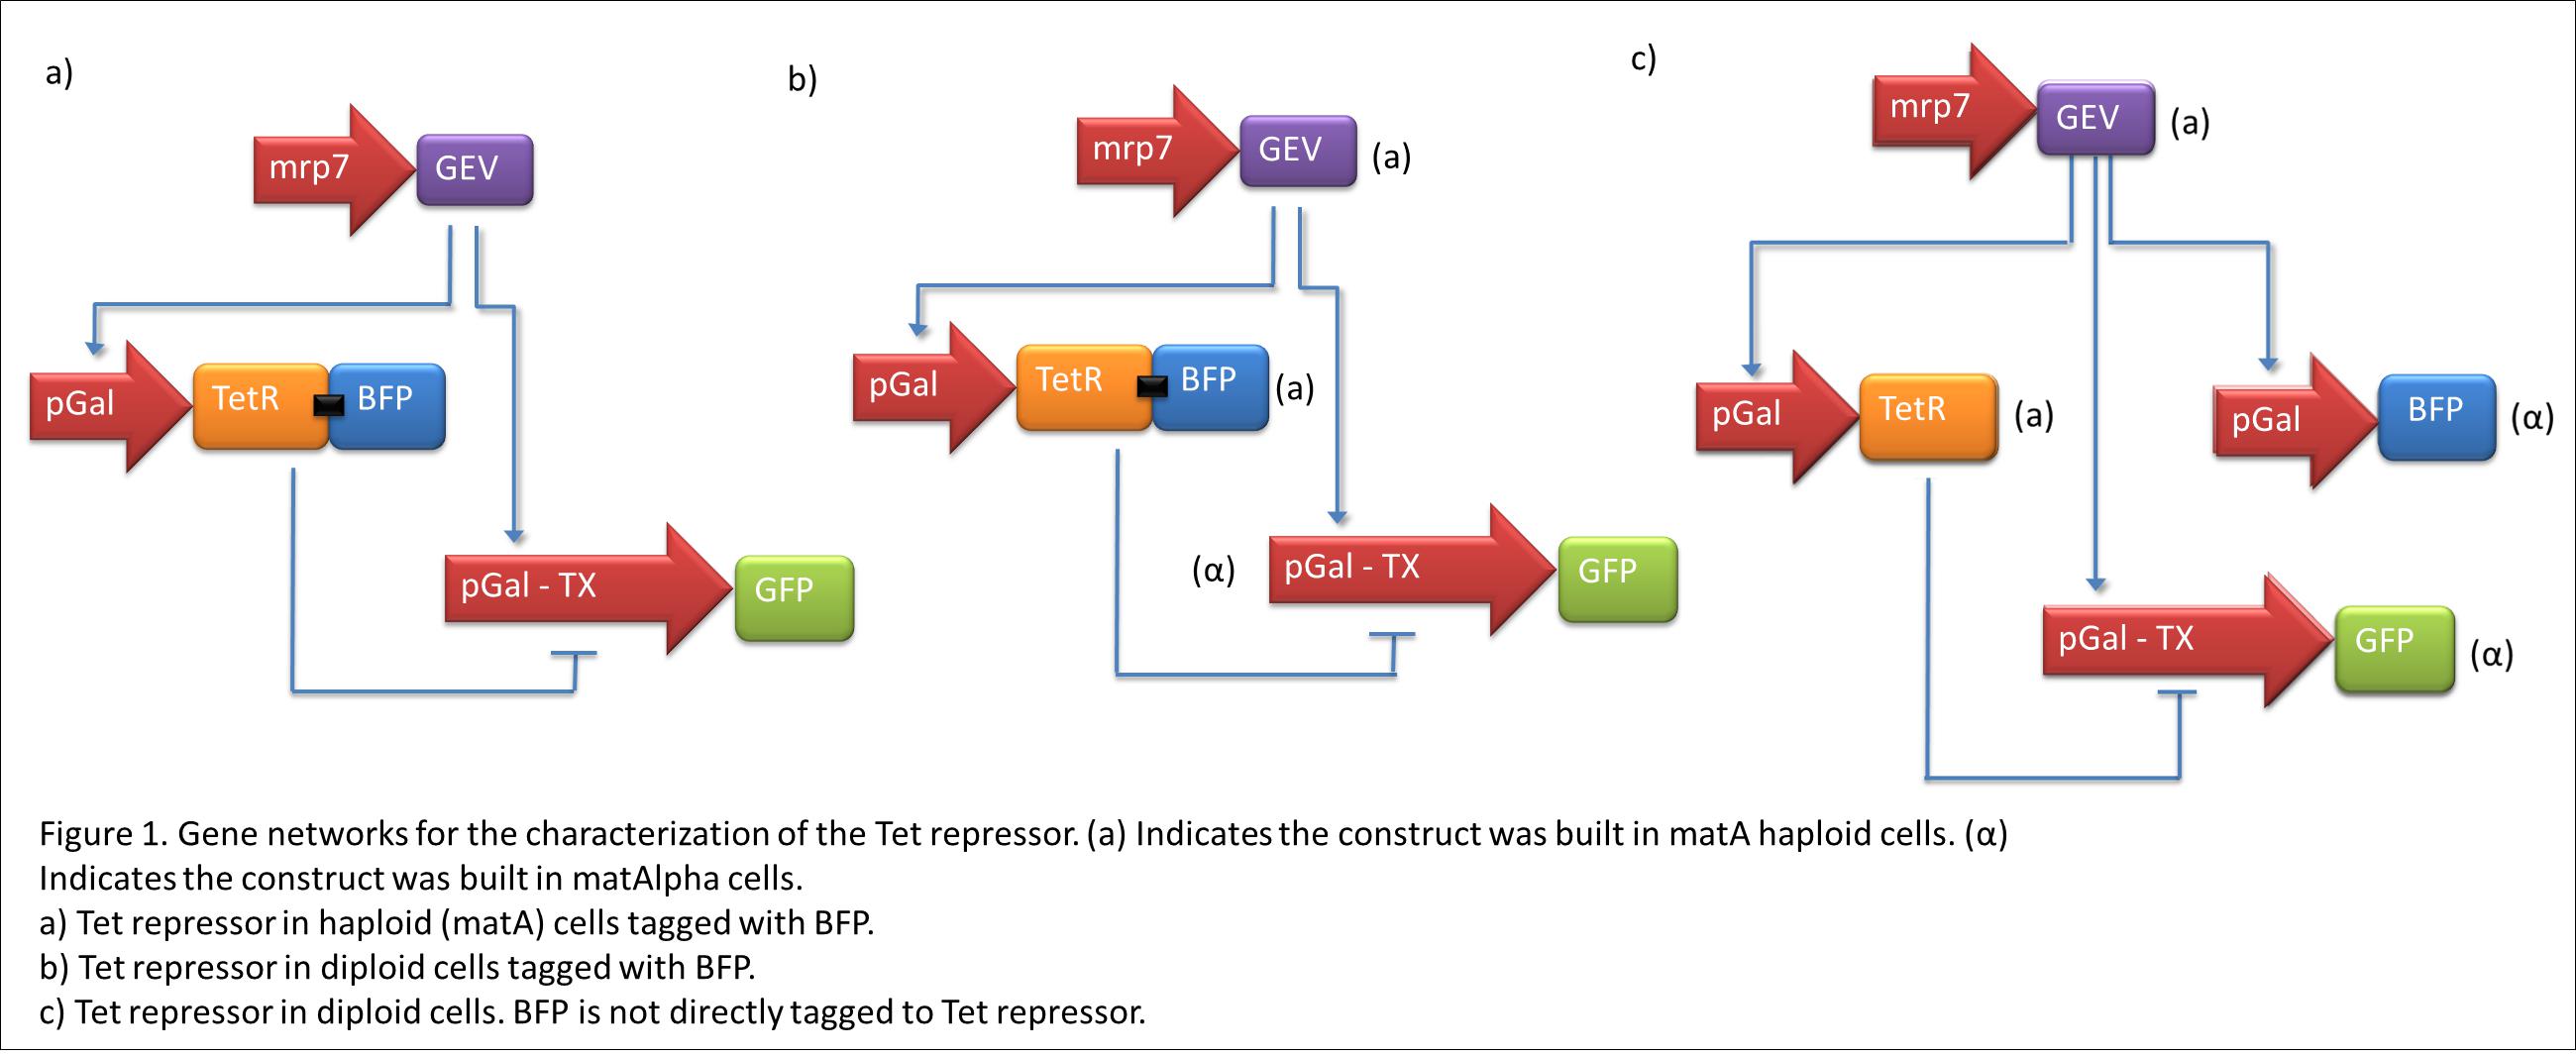 a)
mrp7
GEV
pGal
TetR
BFP
pGal - TX
GFP
b)
mrp7
GEV
(a)
pGal
TetR
BFP
(a)
(α)
pGal - TX
GFP
c)
mrp7
GEV
(a)
pGal
TetR
(a)
pGal
BFP
(α)
pGal - TX
GFP
(α)
Figure 1. Gene networks for the characterization of the Tet repressor. (a) Indicates the construct was built in matA haploid cells. (α)
Indicates the construct was built in matAlpha cells.
a) Tet repressor in haploid (matA) cells tagged with BFP.
b) Tet repressor in diploid cells tagged with BFP.
c) Tet repressor in diploid cells. BFP is not directly tagged to Tet repressor.